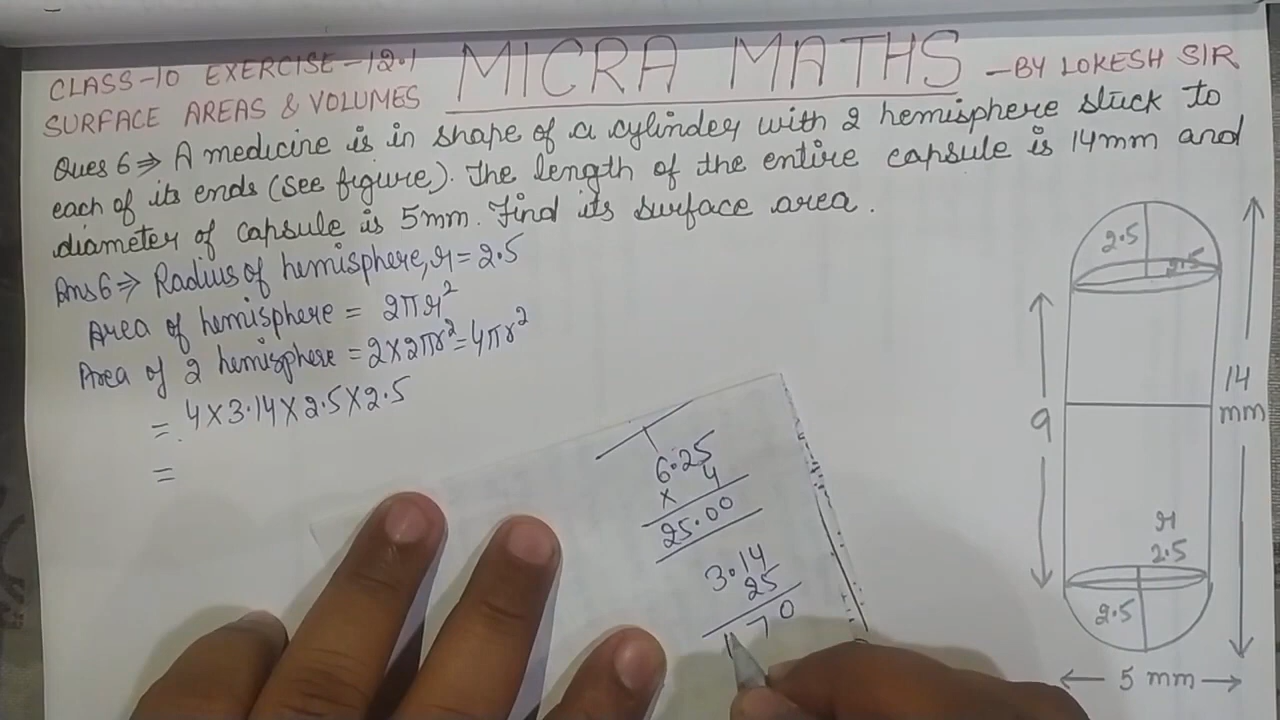 CLASS-10 EXERCISE-12.1
SURFACE AREAS & VOLUMES
MICRA MATHS
-BY LOKESH SIR
Ques 6⇒ A medicine is in shape of a cylinder with 2 hemisphere stuck to
each of its ends (see figure). The length of the entire capsule is 14mm and
diameter of capsule is 5mm. Find its surface area.
Ans 6⇒ Radius of hemisphere, r = 2.5
Area of hemisphere = 2πr²
Area of 2 hemisphere = 2×2πr² = 4πr²
= 4×3.14×2.5×2.5
=
6.25
× 4
25.00
3.14
25
170
2.5
2.5
9
14
mm
r
2.5
2.5
5 mm